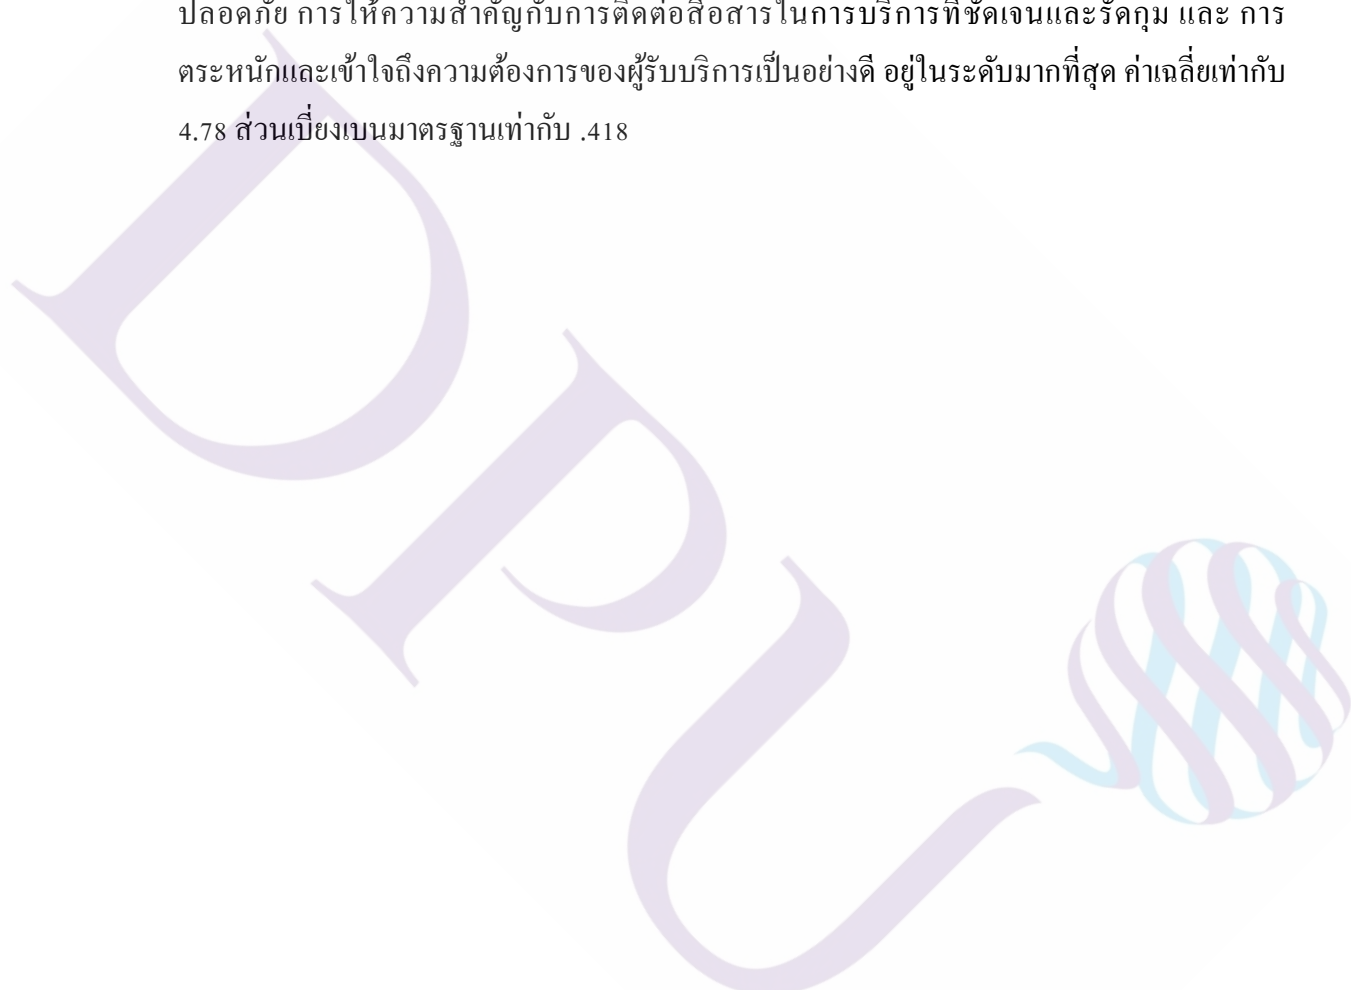 ปลอดภัย การให้ความสำคัญกับการติดต่อสื่อสารในการบริการที่ชัดเจนและรัดกุม และ การ
ตระหนักและเข้าใจถึงความต้องการของผู้รับบริการเป็นอย่างดี อยู่ในระดับมากที่สุด ค่าเฉลี่ยเท่ากับ
4.78 ส่วนเบี่ยงเบนมาตรฐานเท่ากับ .418
DPU